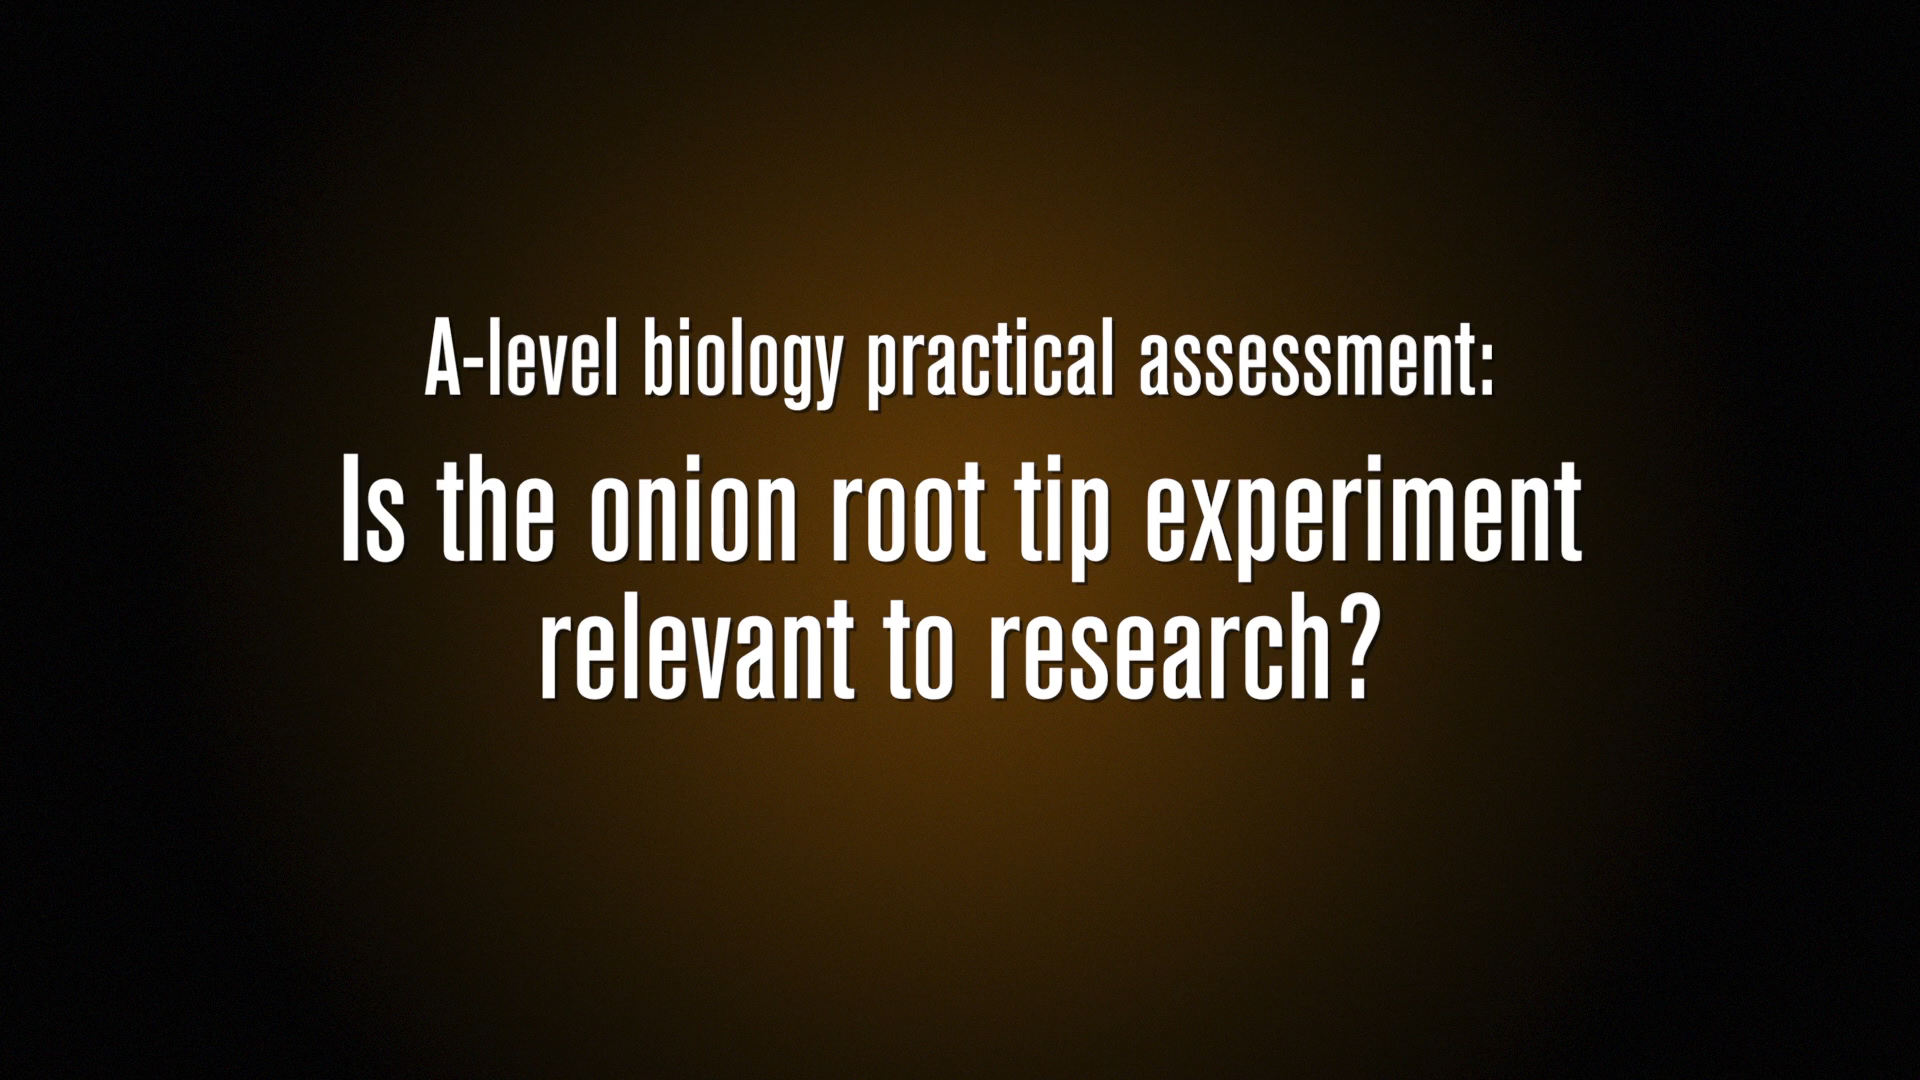 A-level biology practical assessment:
Is the onion root tip experiment
relevant to research?